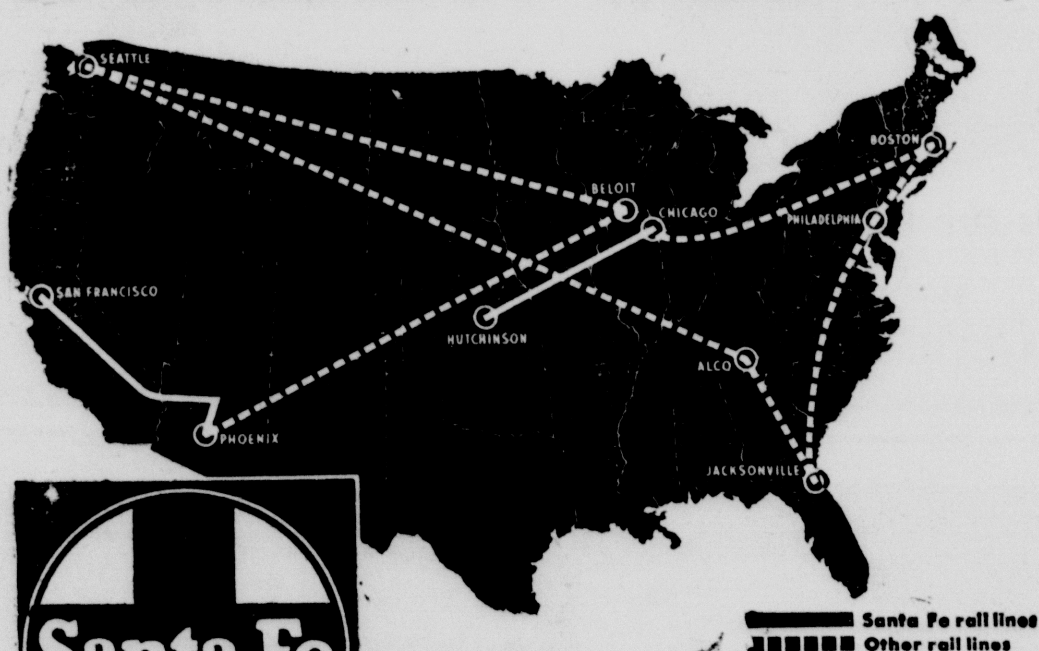 SEATTLE
BOSTON
BELOIT
CHICAGO
PHILADELPHIA
SAN FRANCISCO
HUTCHINSON
ALCO
PHOENIX
JACKSONVILLE
Santa Fe
Santa Fe rail lines
Other rail lines